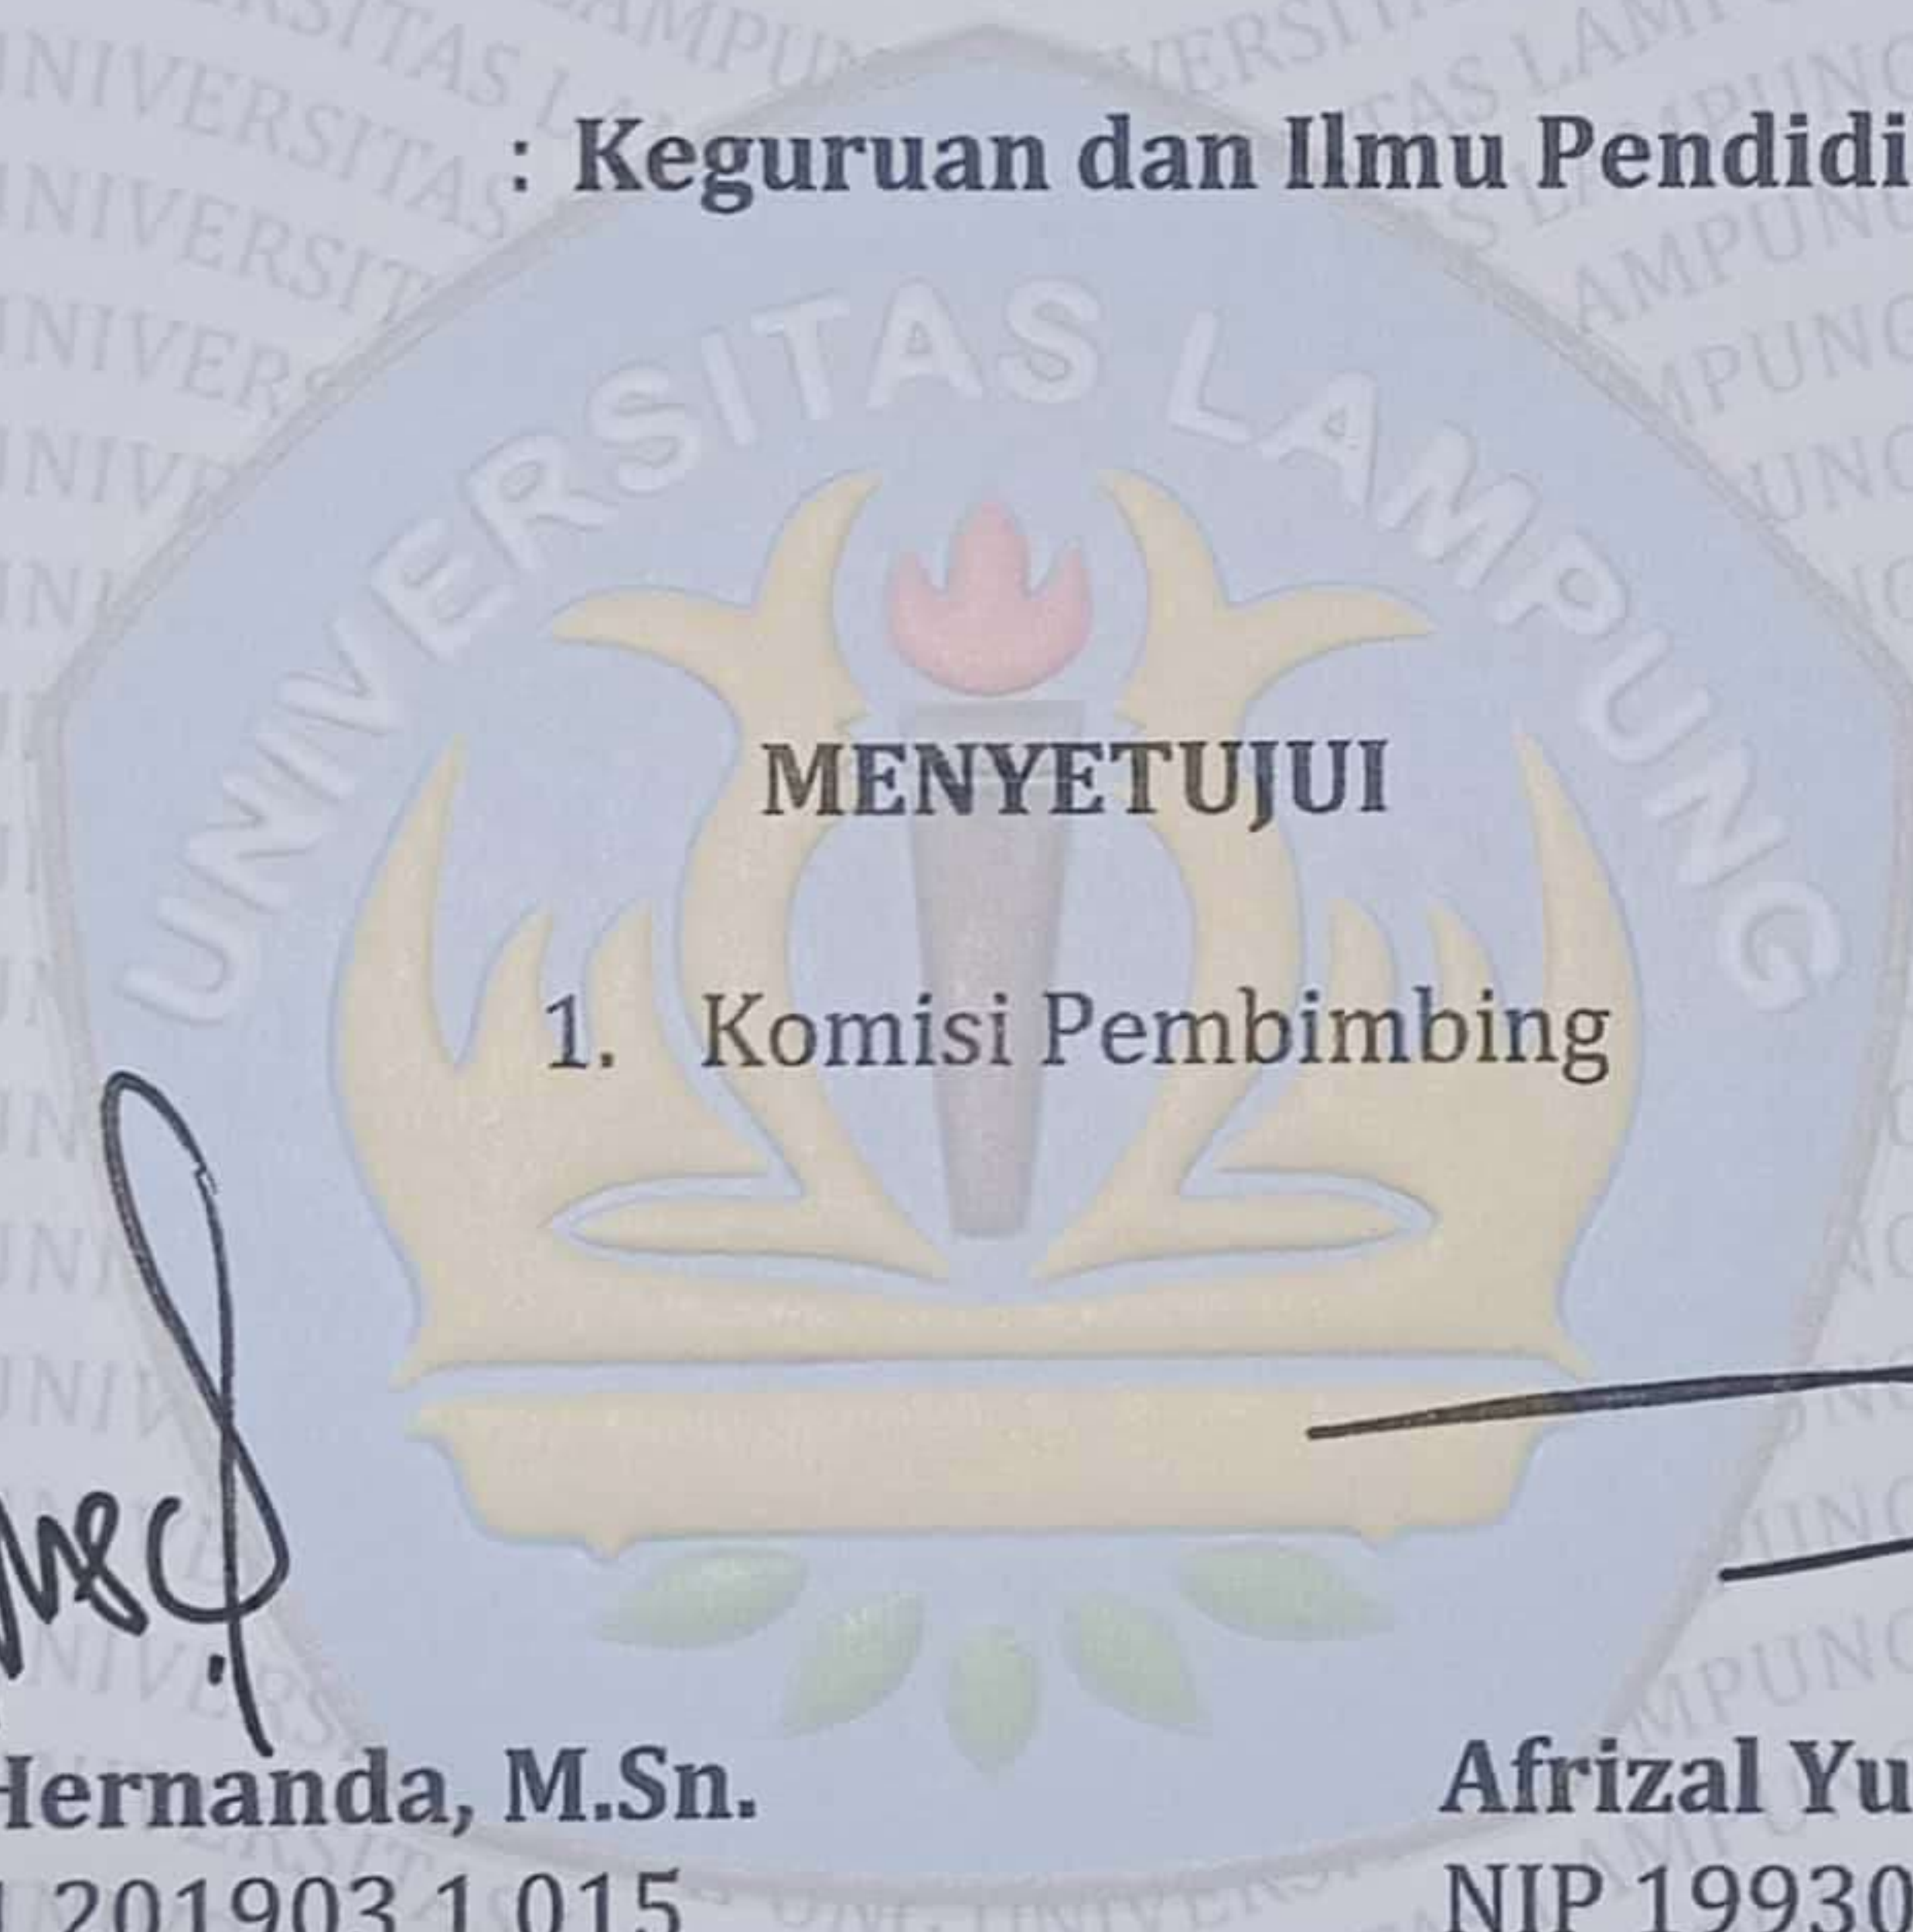 : Keguruan dan Ilmu Pendidi
UNIVERSITAS LAMPUNG
MENYETUJUI
1. Komisi Pembimbing
Hernanda, M.Sn.
Afrizal Yu
201903 1 015
NIP 19930